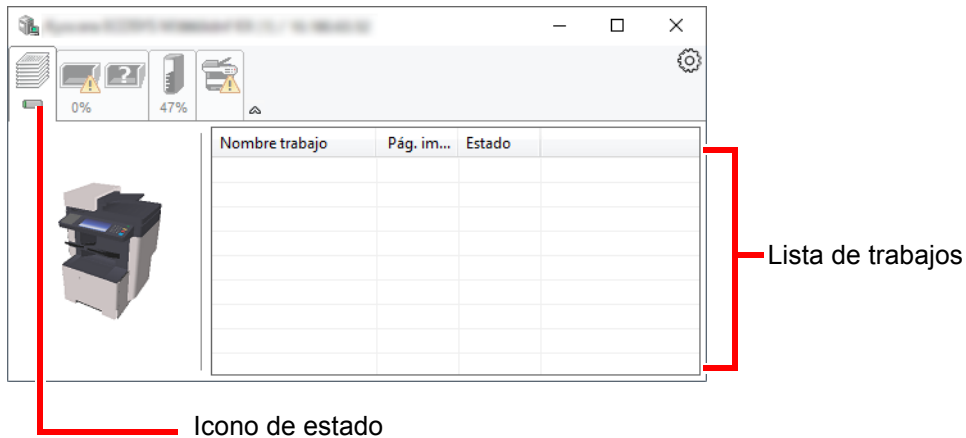 0%
47%
Nombre trabajo Pág. im... Estado
Lista de trabajos
Icono de estado